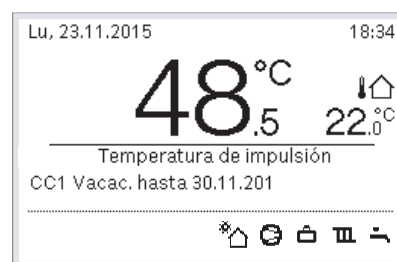 Lu, 23.11.2015 18:34
48.5 °C
22.0 °C
Temperatura de impulsión
CC1 Vacac. hasta 30.11.201